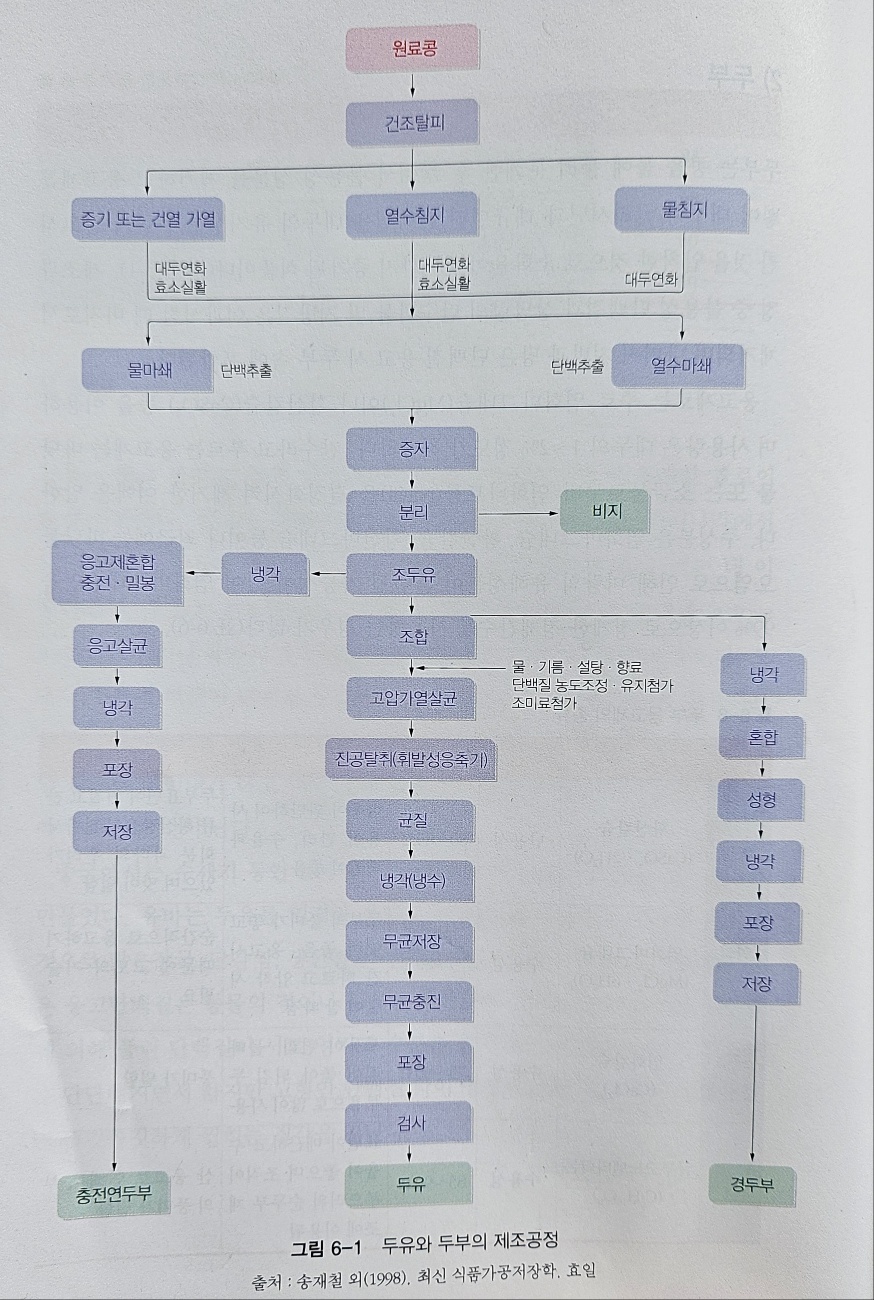 원료콩
건조탈피
증기 또는 건열 가열
열수침지
물침지
대두연화
효소실활
대두연화
효소실활
대두연화
물마쇄
단백추출
단백추출
열수마쇄
증자
분리
비지
응고제혼합
충전 · 밀봉
냉각
조두유
응고살균
냉각
포장
저장
조합
물 · 기름 · 설탕 · 향료
단백질 농도조정 · 유지첨가
조미료첨가
고압가열살균
진공탈취(휘발성응축기)
균질
냉각(냉수)
무균저장
무균충진
포장
검사
냉각
혼합
성형
냉각
포장
저장
충전연두부
두유
경두부
그림 6-1 두유와 두부의 제조공정
출처 : 송재철 외(1998). 최신 식품가공저장학. 효일